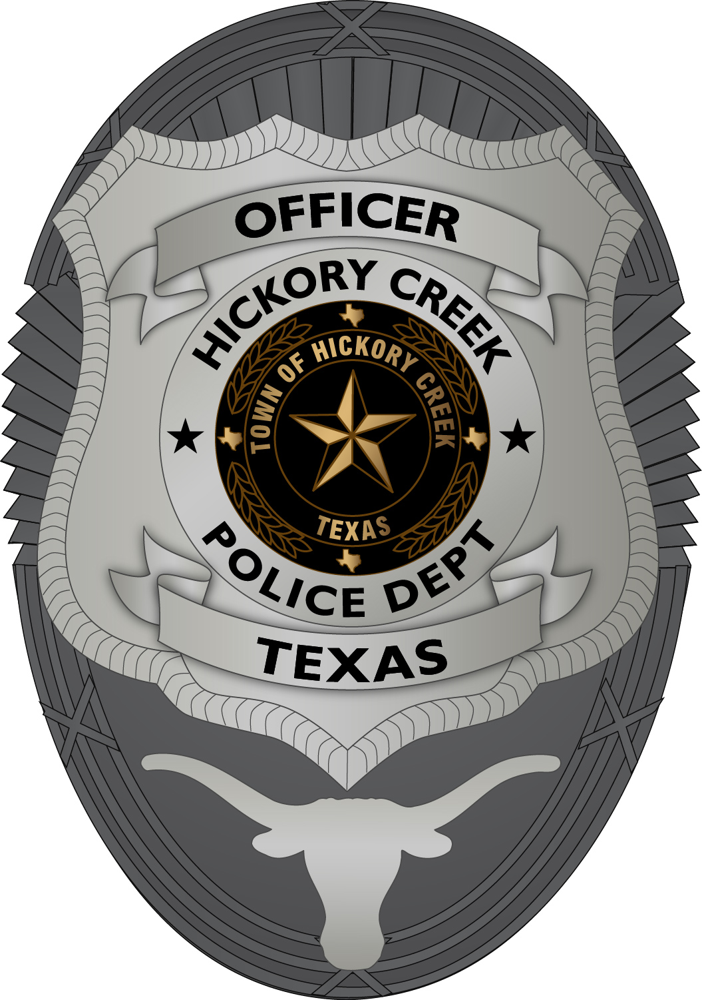 OFFICER
HICKORY CREEK
TOWN OF HICKORY CREEK
TEXAS
POLICE DEPT
TEXAS